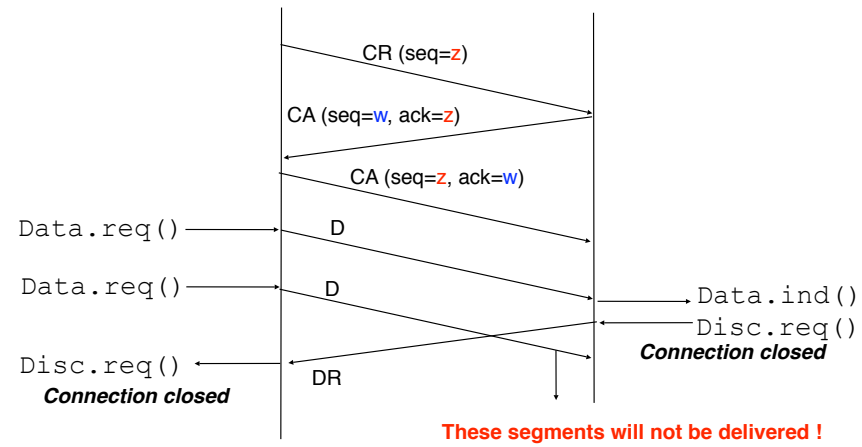 CR (seq=z)
CA (seq=w, ack=z)
CA (seq=z, ack=w)
Data.req()
D
Data.req()
D
Data.ind()
Disc.req()
Connection closed
Disc.req()
DR
Connection closed
These segments will not be delivered !